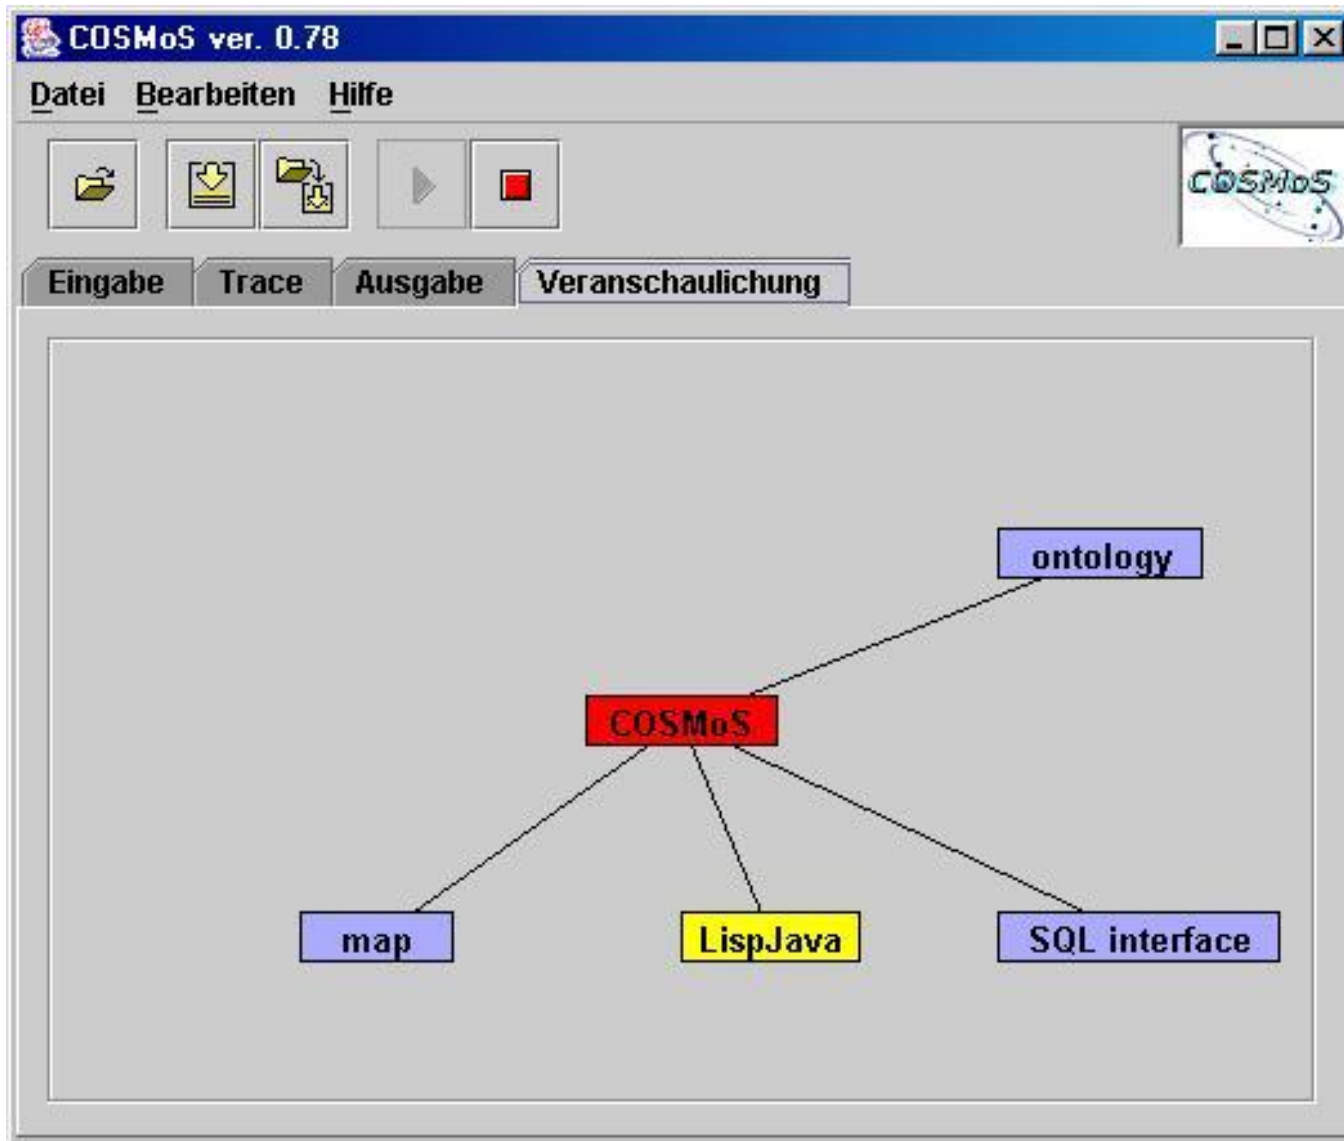 COSMoS ver. 0.78
Datei Bearbeiten Hilfe
COSMoS
Eingabe Trace Ausgabe Veranschaulichung
ontology
COSMoS
map LispJava SQL interface